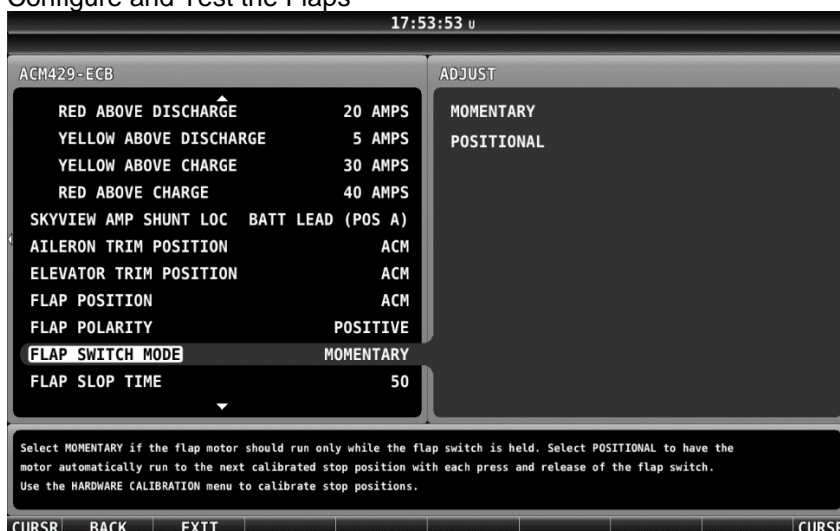 Configure and Test the Flaps
17:53:53 U
ACM429-ECB
ADJUST
RED ABOVE DISCHARGE 20 AMPS
YELLOW ABOVE DISCHARGE 5 AMPS
YELLOW ABOVE CHARGE 30 AMPS
RED ABOVE CHARGE 40 AMPS
SKYVIEW AMP SHUNT LOC BATT LEAD (POS A)
AILERON TRIM POSITION ACM
ELEVATOR TRIM POSITION ACM
FLAP POSITION ACM
FLAP POLARITY POSITIVE
FLAP SWITCH MODE MOMENTARY
FLAP SLOP TIME 50
MOMENTARY
POSITIONAL
Select MOMENTARY if the flap motor should run only while the flap switch is held. Select POSITIONAL to have the
motor automatically run to the next calibrated stop position with each press and release of the flap switch.
Use the HARDWARE CALIBRATION menu to calibrate stop positions.
CURSR BACK EXIT CURSR